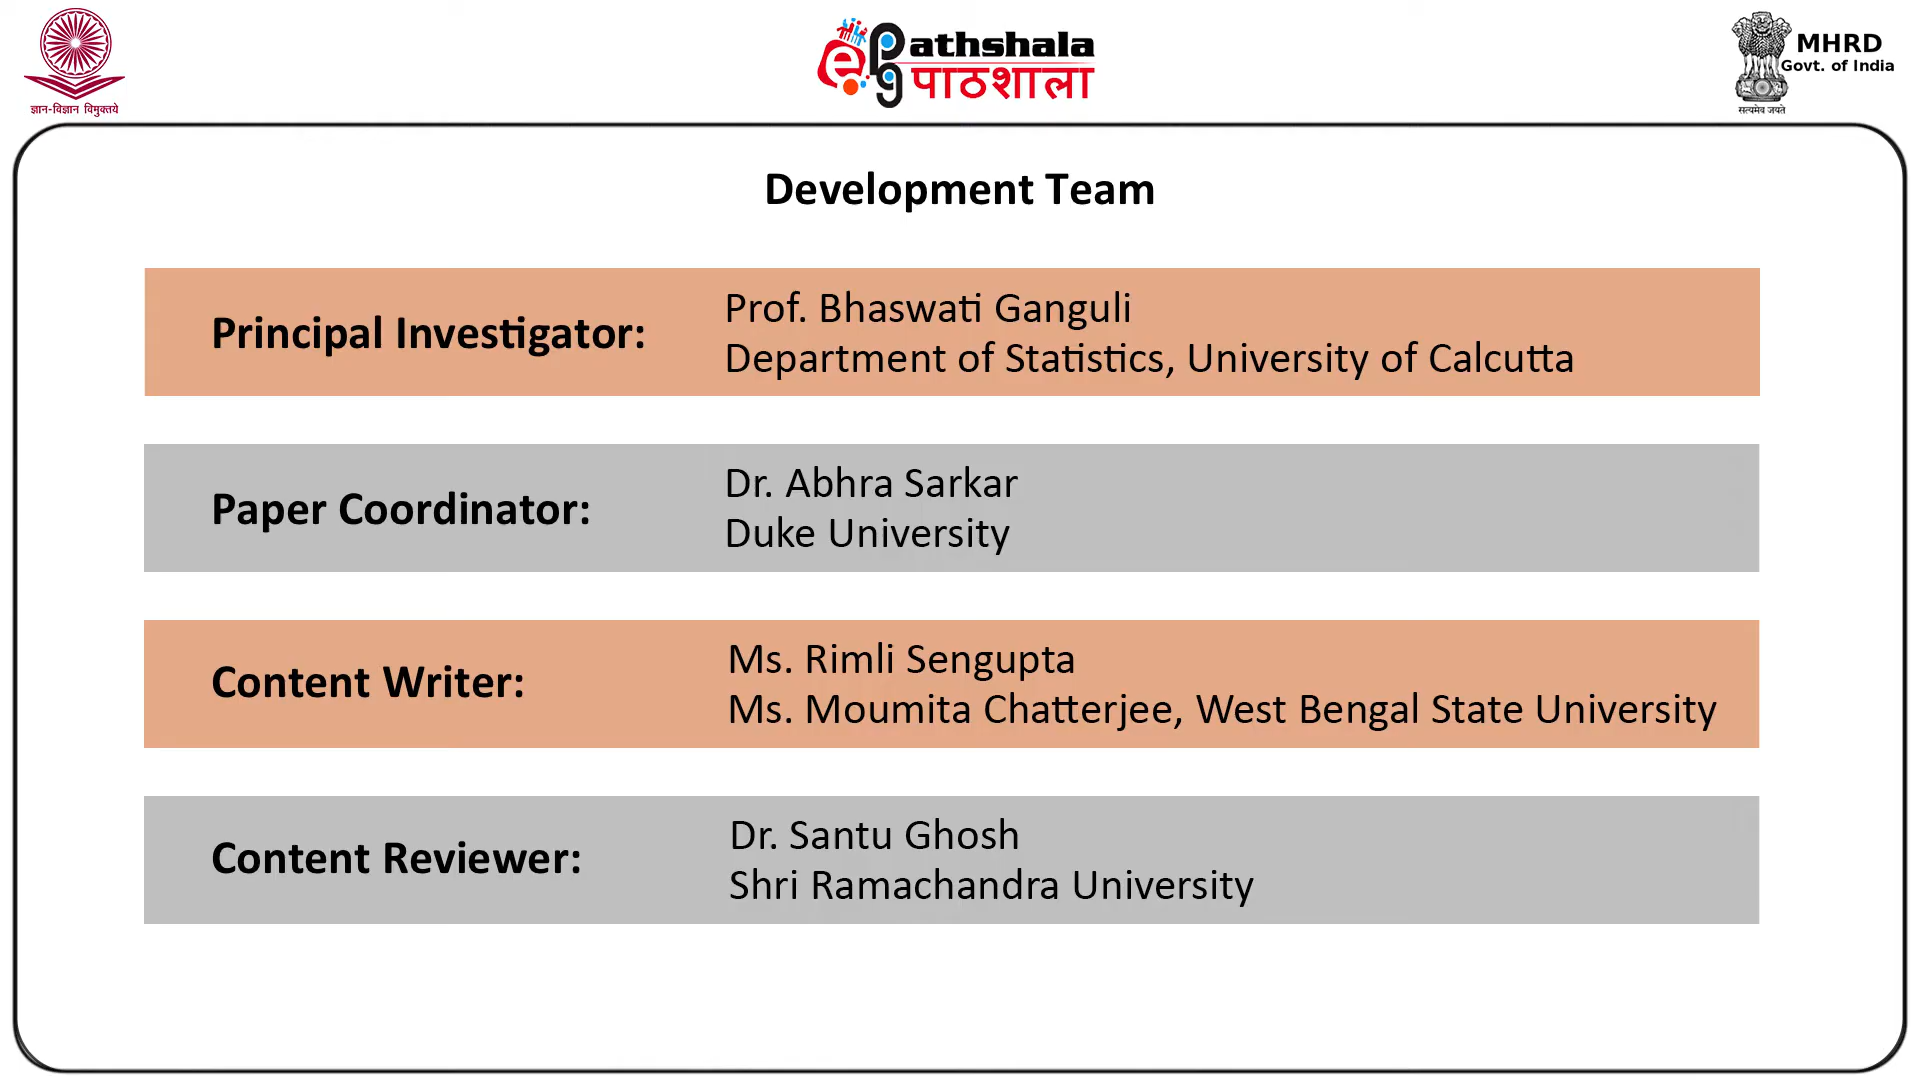 ज्ञान-विज्ञान विमुक्तये
e PG Pathshala
पाठशाला
MHRD
Govt. of India
सत्यमेव जयते
Development Team
Principal Investigator:
Prof. Bhaswati Ganguli
Department of Statistics, University of Calcutta
Paper Coordinator:
Dr. Abhra Sarkar
Duke University
Content Writer:
Ms. Rimli Sengupta
Ms. Moumita Chatterjee, West Bengal State University
Content Reviewer:
Dr. Santu Ghosh
Shri Ramachandra University